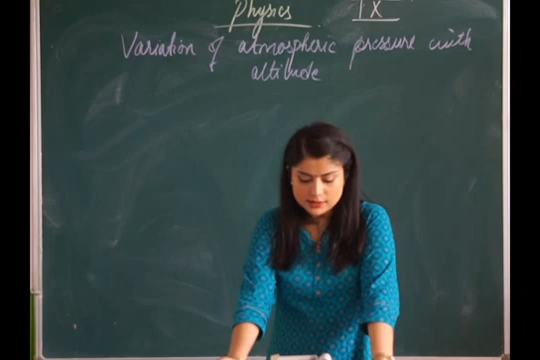 Physics IX
Variation of atmospheric pressure with
altitude